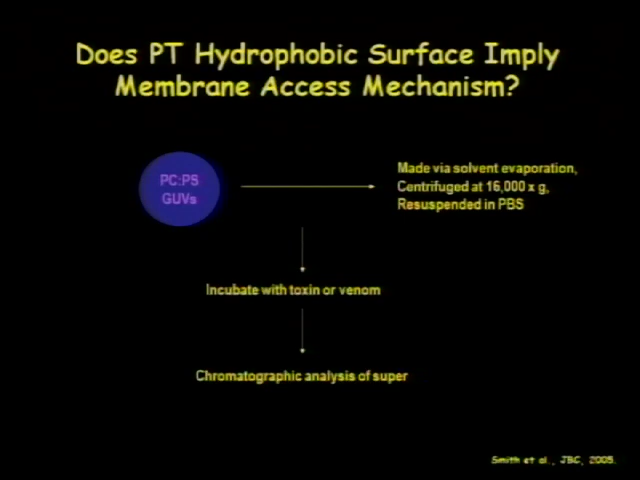 Does PT Hydrophobic Surface Imply
Membrane Access Mechanism?
PC:PS
GUVs
Made via solvent evaporation,
Centrifuged at 16,000 x g,
Resuspended in PBS
Incubate with toxin or venom
Chromatographic analysis of super
Smith et al., JBC, 2005.